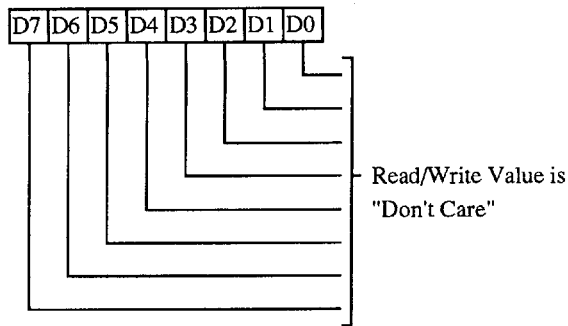 D7 D6 D5 D4 D3 D2 D1 D0
Read/Write Value is
"Don't Care"